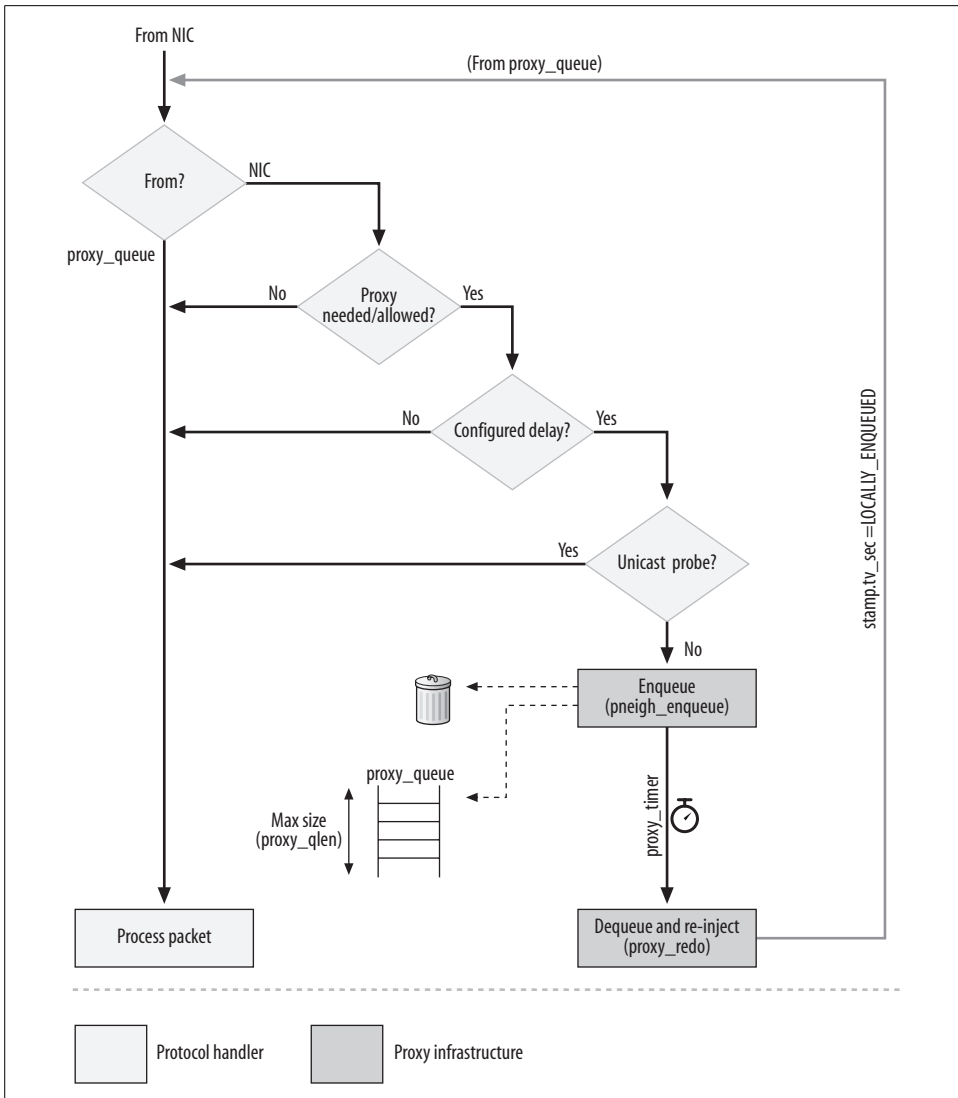 From NIC
(From proxy_queue)
From?
NIC
proxy_queue
No
Proxy
needed/allowed?
Yes
No
Configured delay?
Yes
Yes
Unicast probe?
No
stamp.tv_sec =LOCALLY_ENQUEUED
Enqueue
(pneigh_enqueue)
proxy_queue
Max size
(proxy_qlen)
proxy_timer
Process packet
Dequeue and re-inject
(proxy_redo)
Protocol handler
Proxy infrastructure